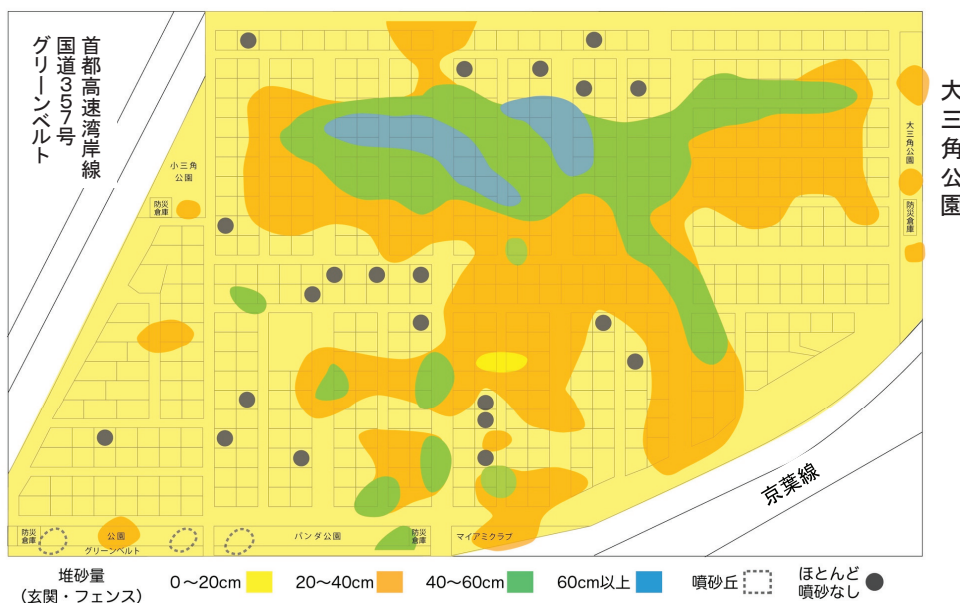 首都高速湾岸線
国道357号
グリーンベルト
小三角
公園
防災
倉庫
大三角公園
大三角公園
防災倉庫
京葉線
防災
倉庫
公園
グリーンベルト
パンダ公園
防災
倉庫
マイアミクラブ
堆砂量
(玄関・フェンス)
0〜20cm
20〜40cm
40〜60cm
60cm以上
噴砂丘
ほとんど
噴砂なし